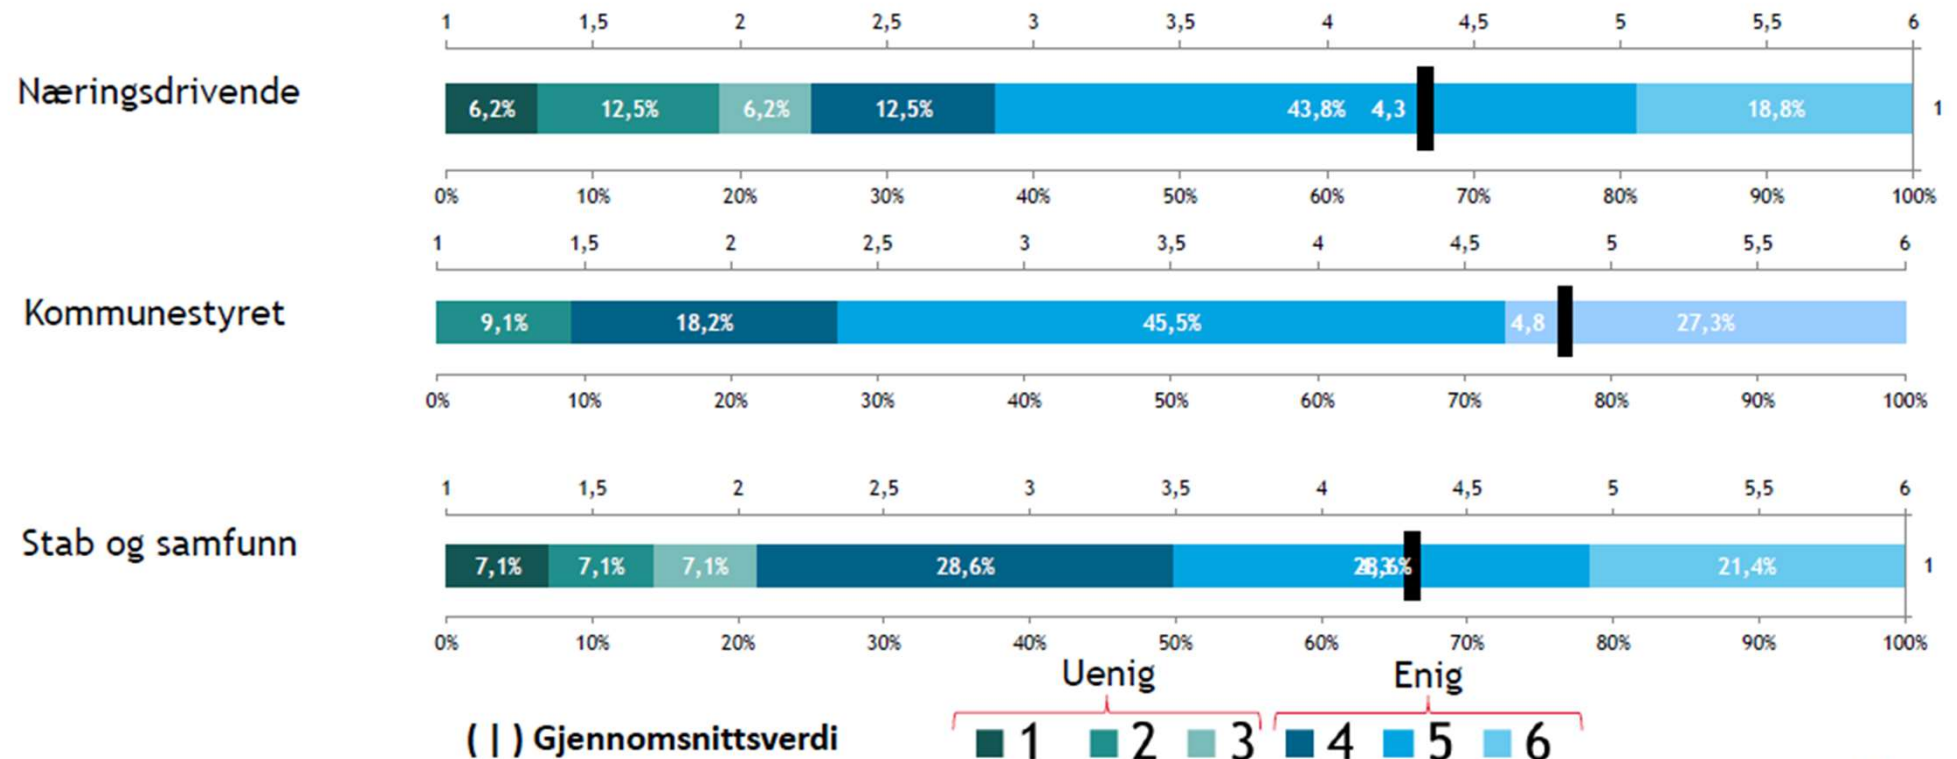 1 1,5 2 2,5 3 3,5 4 4,5 5 5,5 6
Næringsdrivende
6,2% 12,5% 6,2% 12,5% 43,8% 4,3 18,8% 1
0% 10% 20% 30% 40% 50% 60% 70% 80% 90% 100%
1 1,5 2 2,5 3 3,5 4 4,5 5 5,5 6
Kommunestyret
9,1% 18,2% 45,5% 4,8 27,3%
0% 10% 20% 30% 40% 50% 60% 70% 80% 90% 100%
1 1,5 2 2,5 3 3,5 4 4,5 5 5,5 6
Stab og samfunn
7,1% 7,1% 7,1% 28,6% 21,4% 1
0% 10% 20% 30% 40% 50% 60% 70% 80% 90% 100%
Uenig Enig
( | ) Gjennomsnittsverdi 1 2 3 4 5 6